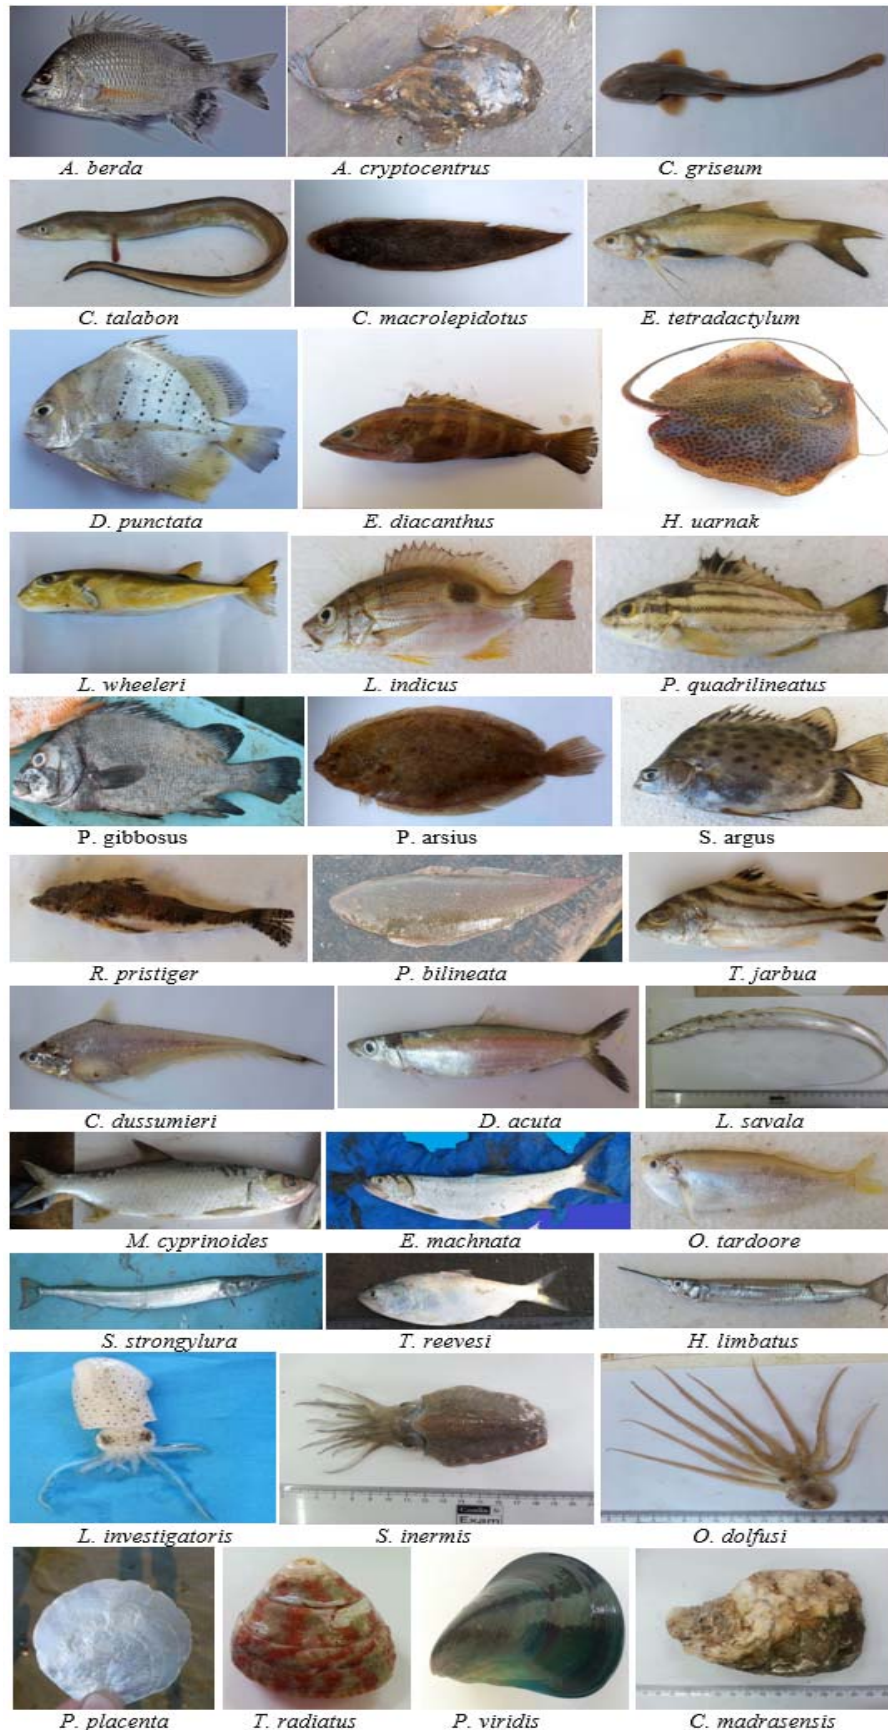 A. berda A. cryptocentrus C. griseum
C. talabon C. macrolepidotus E. tetradactylum
D. punctata E. diacanthus H. uarnak
L. wheeleri L. indicus P. quadrilineatus
P. gibbosus P. arsius S. argus
R. pristiger P. bilineata T. jarbua
C. dussumieri D. acuta L. savala
M. cyprinoides E. machnata O. tardoore
S. strongylura T. reevesi H. limbatus
Exam
L. investigatoris S. inermis O. dolfusi
P. placenta T. radiatus P. viridis C. madrasensis